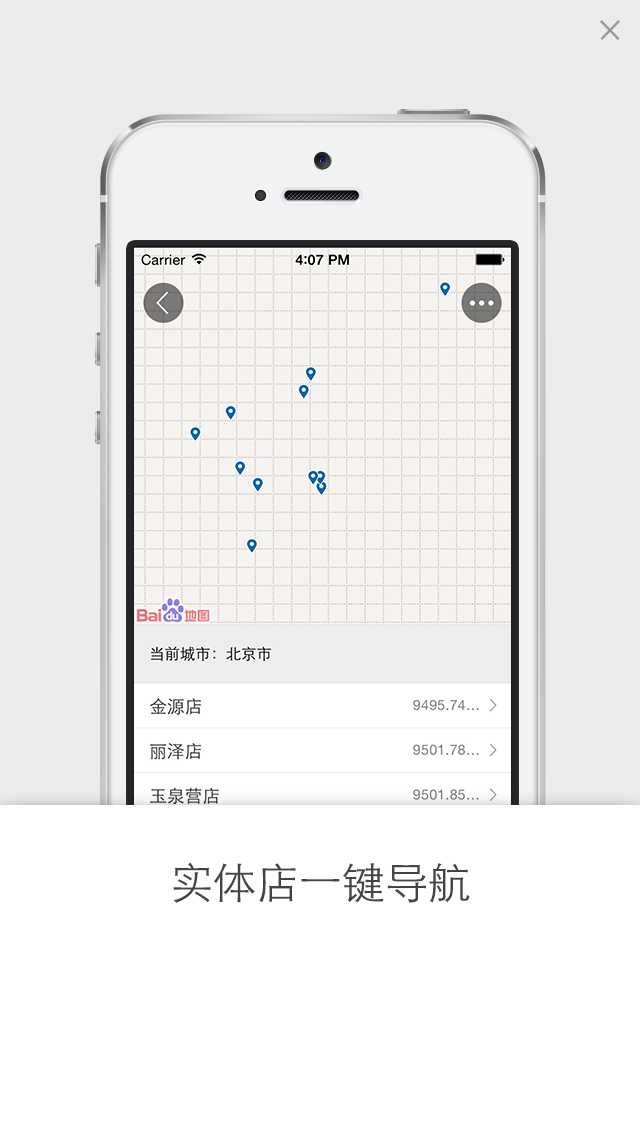 Carrier 4:07 PM
Bai du 地图
当前城市：北京市
金源店 9495.74...
丽泽店 9501.78...
玉泉营店 9501.85...
实体店一键导航